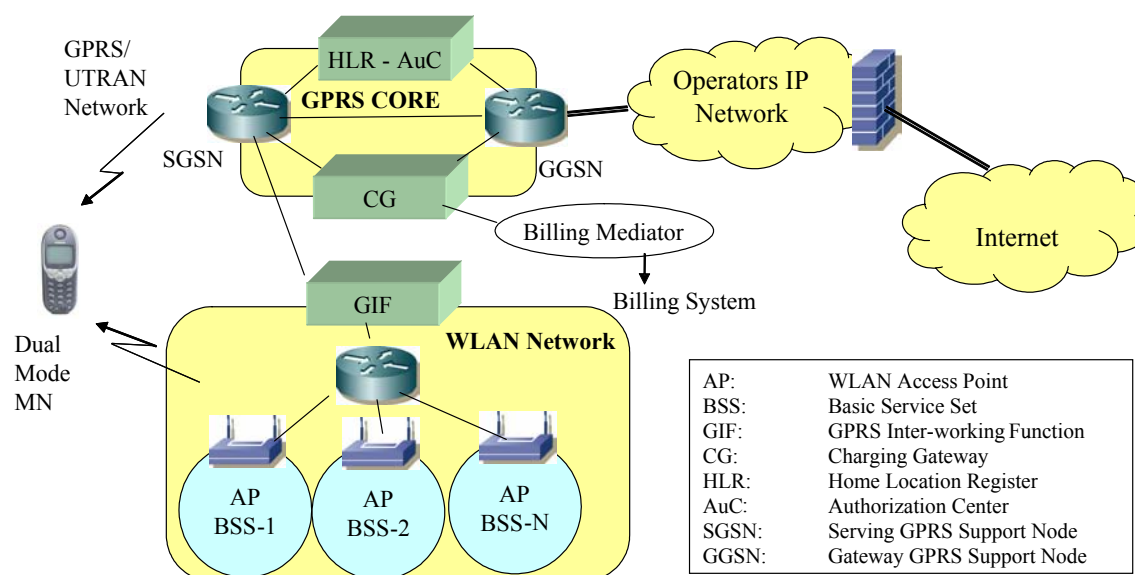 GPRS/
UTRAN
Network
HLR - AuC
GPRS CORE
SGSN
GGSN
CG
Operators IP
Network
Internet
Billing Mediator
Billing System
GIF
WLAN Network
Dual
Mode
MN
AP
BSS-1
AP
BSS-2
AP
BSS-N
AP: WLAN Access Point
BSS: Basic Service Set
GIF: GPRS Inter-working Function
CG: Charging Gateway
HLR: Home Location Register
AuC: Authorization Center
SGSN: Serving GPRS Support Node
GGSN: Gateway GPRS Support Node